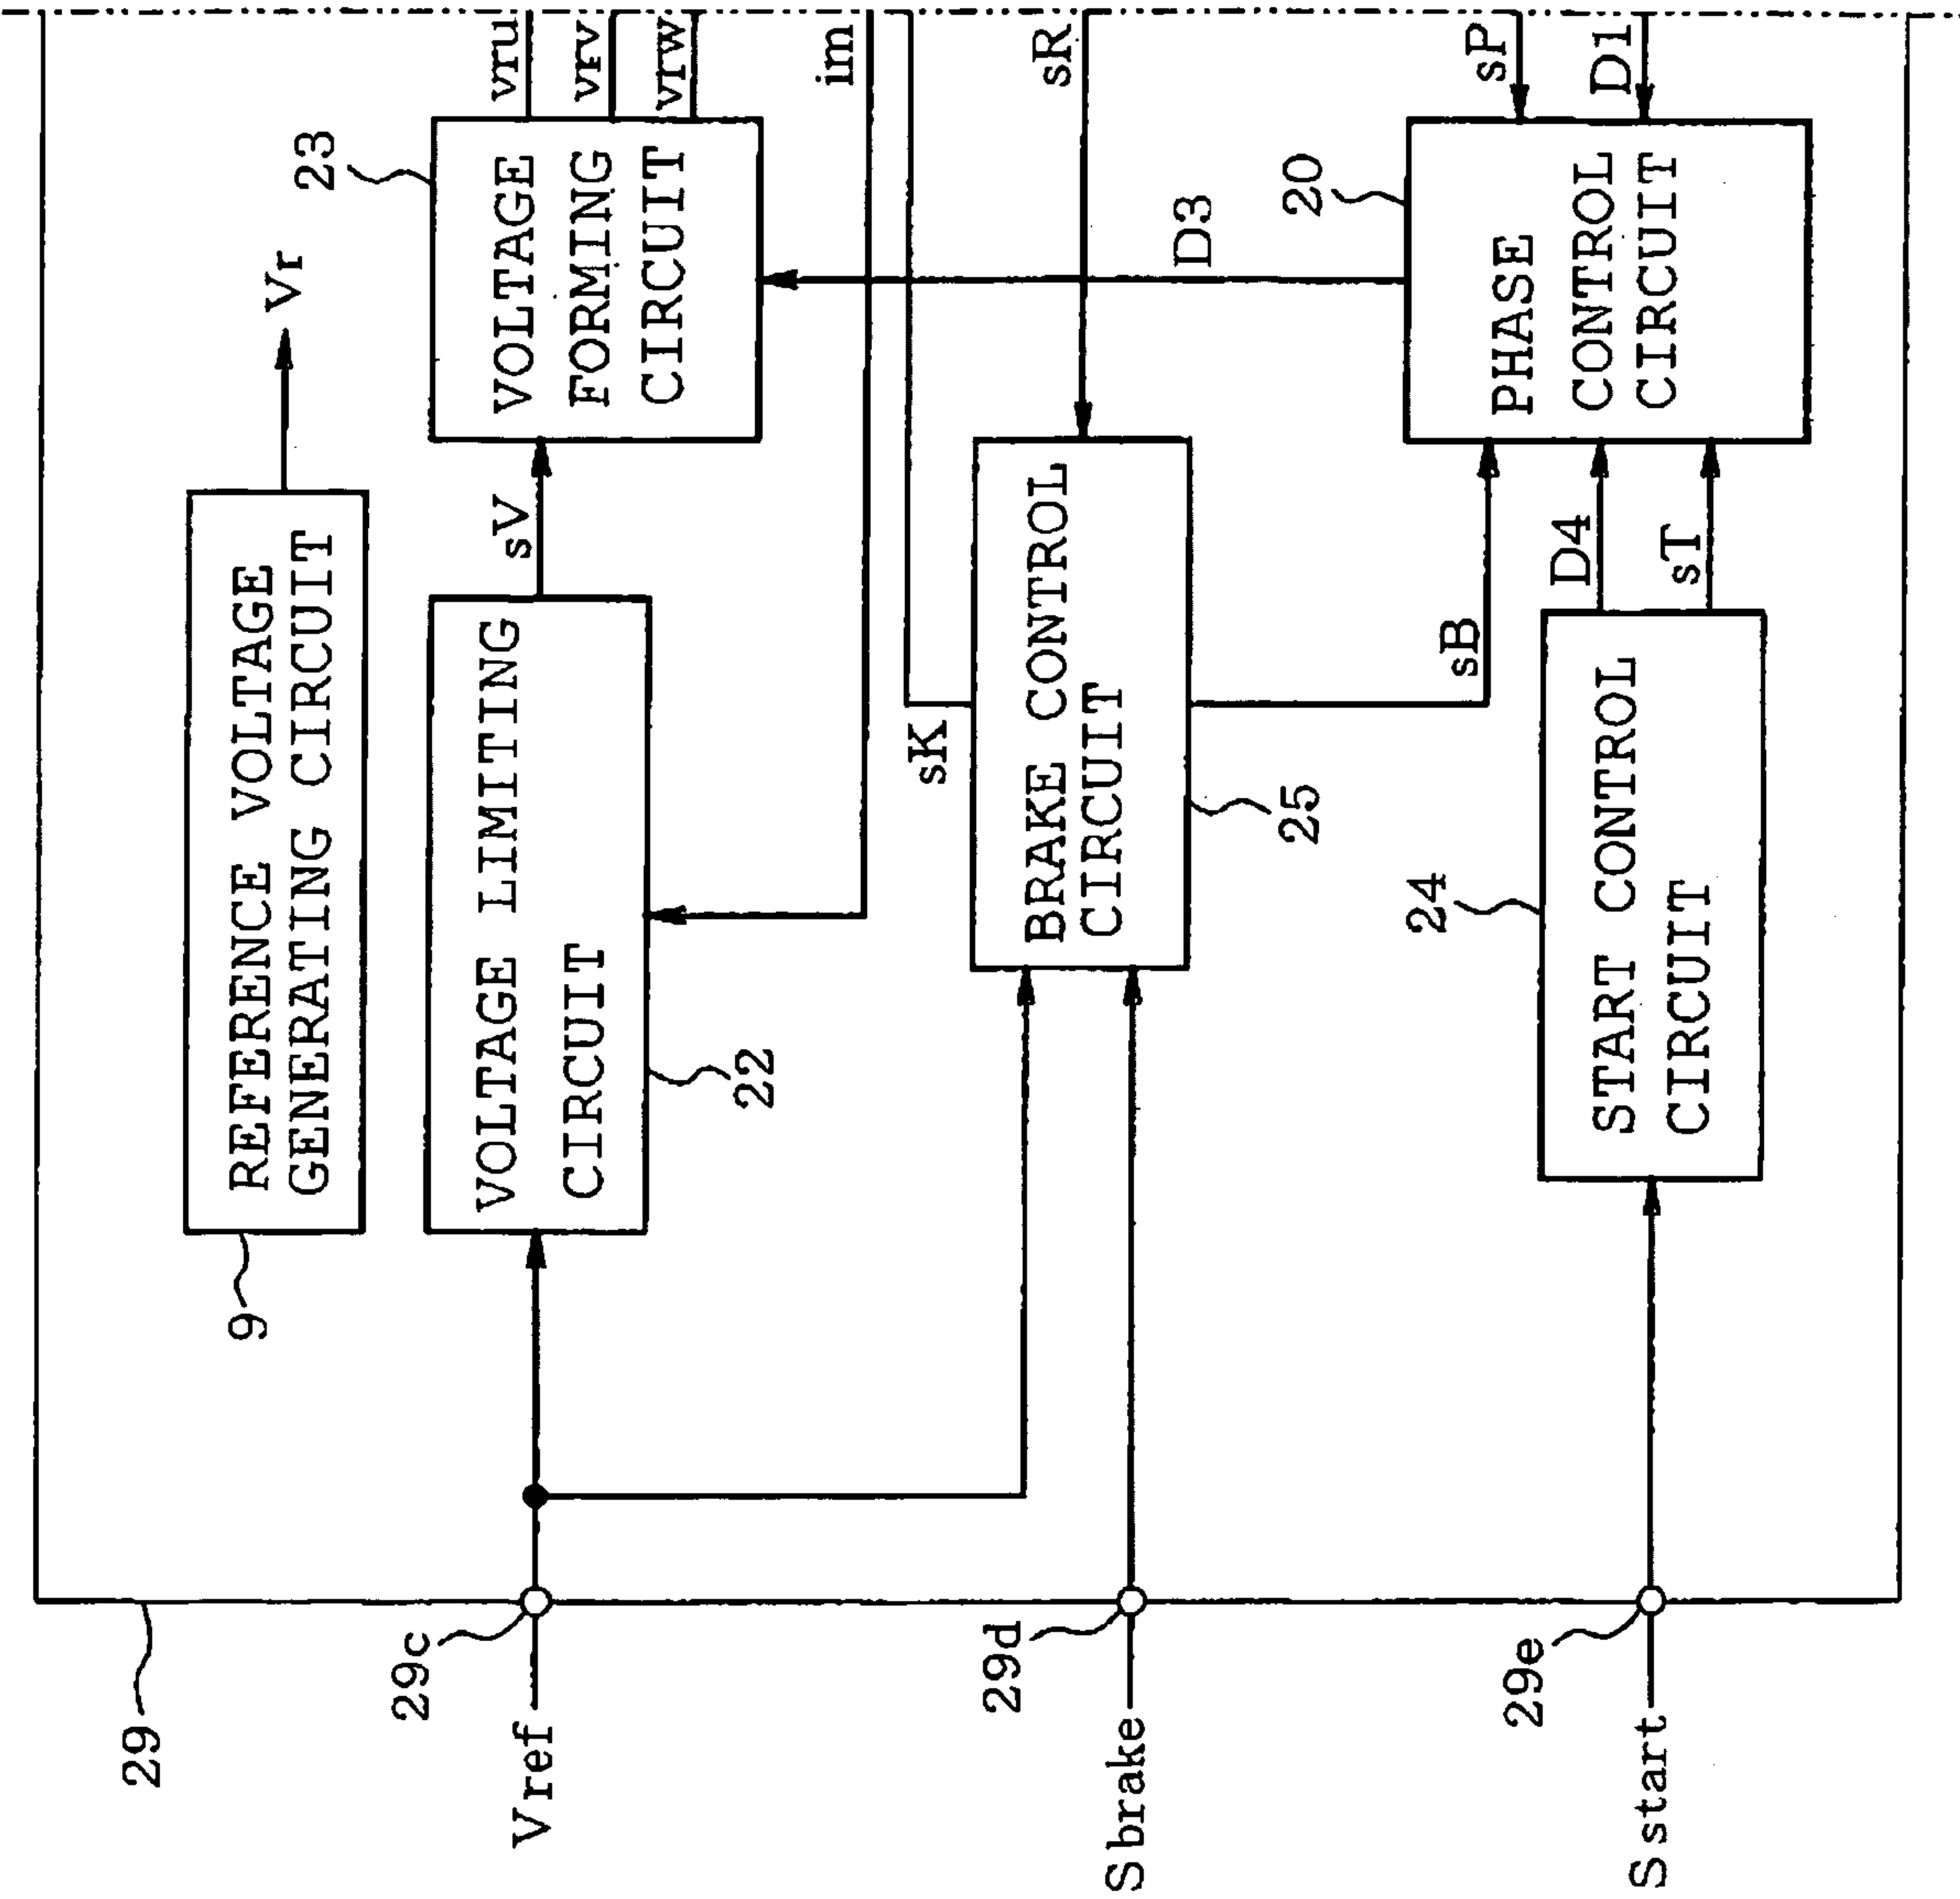 29
9
REFERENCE VOLTAGE
GENERATING CIRCUIT
Vr
23
Vref
29c
VOLTAGE LIMITING
CIRCUIT
22
sV
VOLTAGE
FORMING
CIRCUIT
vru
vrv
vrw
im
sK
sR
Sbrake
29d
BRAKE CONTROL
CIRCUIT
25
D3
sB
20
Sstart
29e
24
START CONTROL
CIRCUIT
D4
sT
PHASE
CONTROL
CIRCUIT
sP
D1